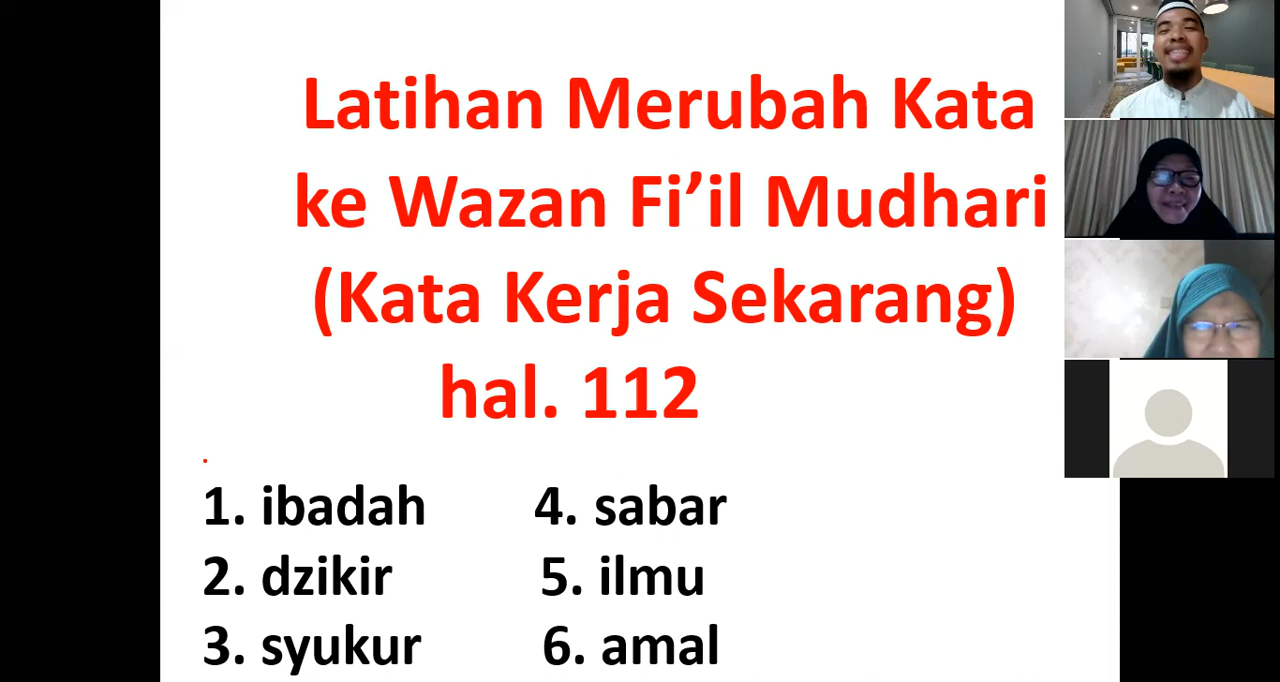 Latihan Merubah Kata
ke Wazan Fi’il Mudhari
(Kata Kerja Sekarang)
hal. 112
1. ibadah 4. sabar
2. dzikir 5. ilmu
3. syukur 6. amal